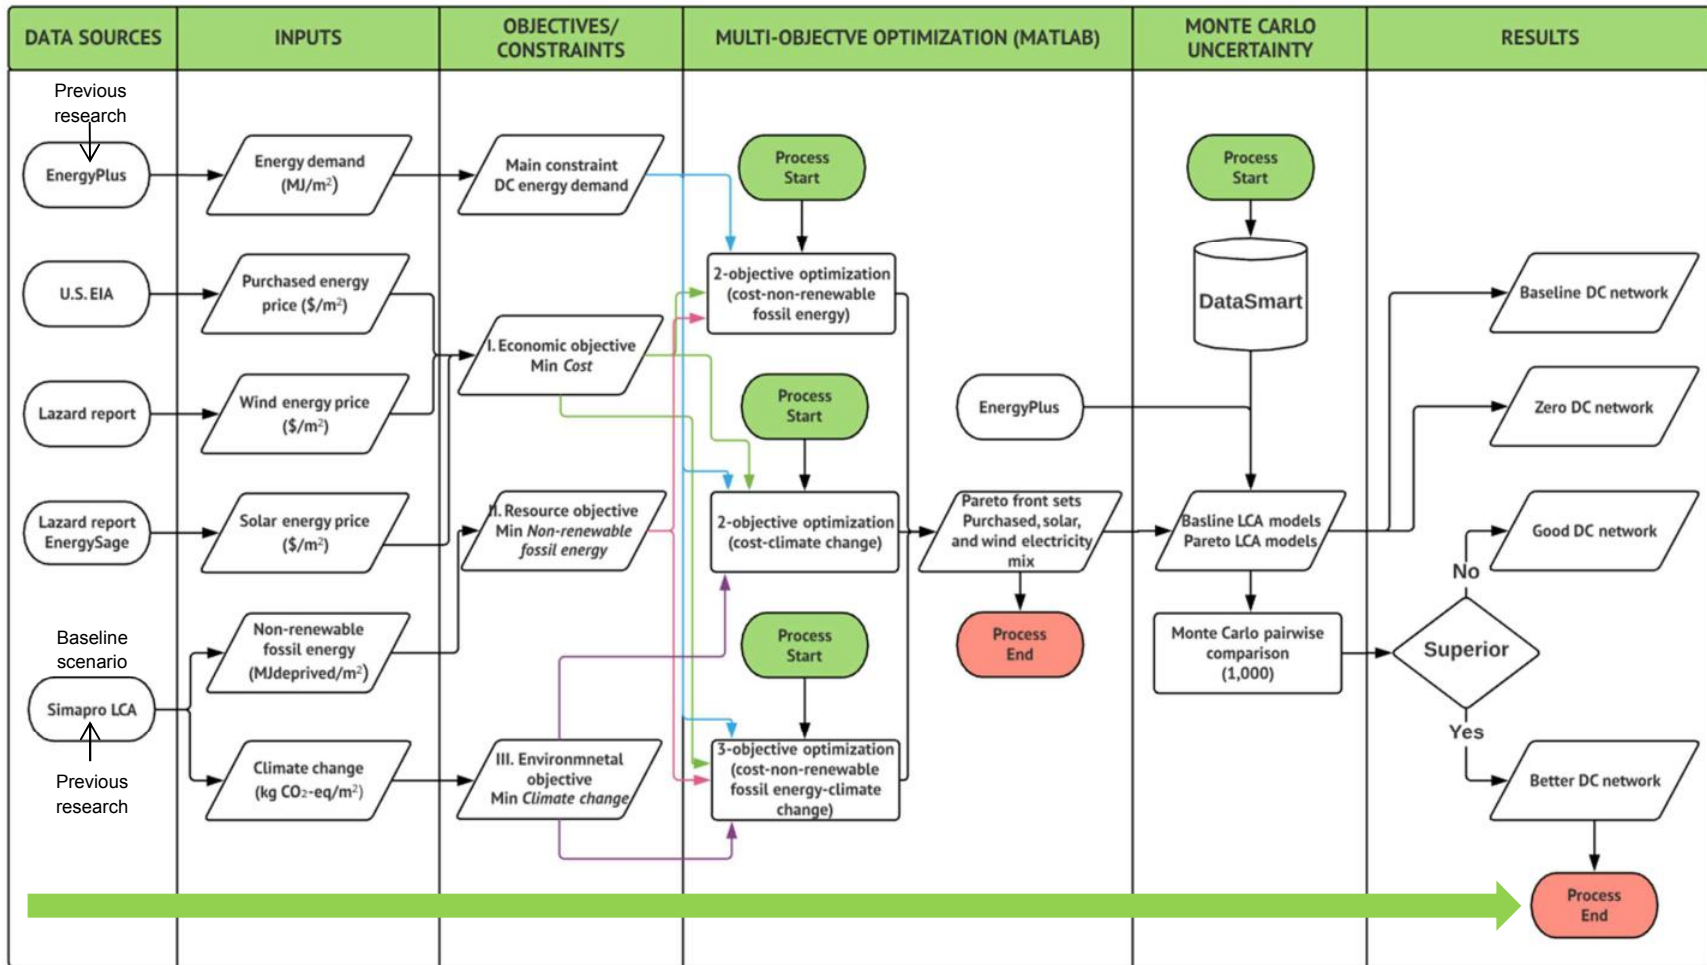 DATA SOURCES
INPUTS
OBJECTIVES/
CONSTRAINTS
MULTI-OBJECTVE OPTIMIZATION (MATLAB)
MONTE CARLO
UNCERTAINTY
RESULTS
Previous
research
EnergyPlus
U.S. EIA
Lazard report
Lazard report
EnergySage
Baseline
scenario
Simapro LCA
Previous
research
Energy demand
(MJ/m²)
Purchased energy
price ($/m²)
Wind energy price
($/m²)
Solar energy price
($/m²)
Non-renewable
fossil energy
(MJdeprived/m²)
Climate change
(kg CO₂-eq/m²)
Main constraint
DC energy demand
I. Economic objective
Min Cost
II. Resource objective
Min Non-renewable
fossil energy
III. Environmnetal
objective
Min Climate change
Process
Start
2-objective optimization
(cost-non-renewable
fossil energy)
Process
Start
2-objective optimization
(cost-climate change)
Process
Start
3-objective optimization
(cost-non-renewable
fossil energy-climate
change)
EnergyPlus
Pareto front sets
Purchased, solar,
and wind electricity
mix
Process
End
Process
Start
DataSmart
Basline LCA models
Pareto LCA models
Monte Carlo pairwise
comparison
(1,000)
Baseline DC network
Zero DC network
Good DC network
No
Superior
Yes
Better DC network
Process
End